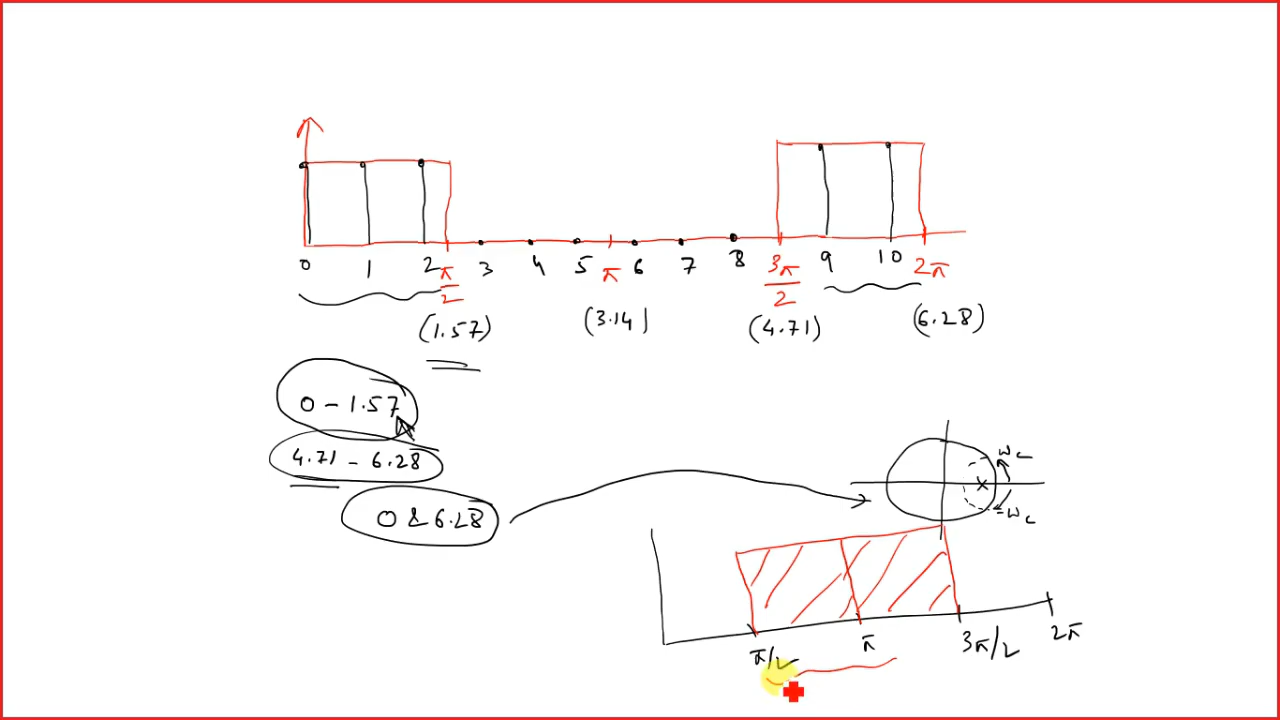 0 1 2 π/2 3 4 5 π 6 7 8 3π/2 9 10 2π
(1.57) (3.14) (4.71) (6.28)
0 - 1.57
4.71 - 6.28
0 & 6.28
ωc
-ωc
π/2 π 3π/2 2π